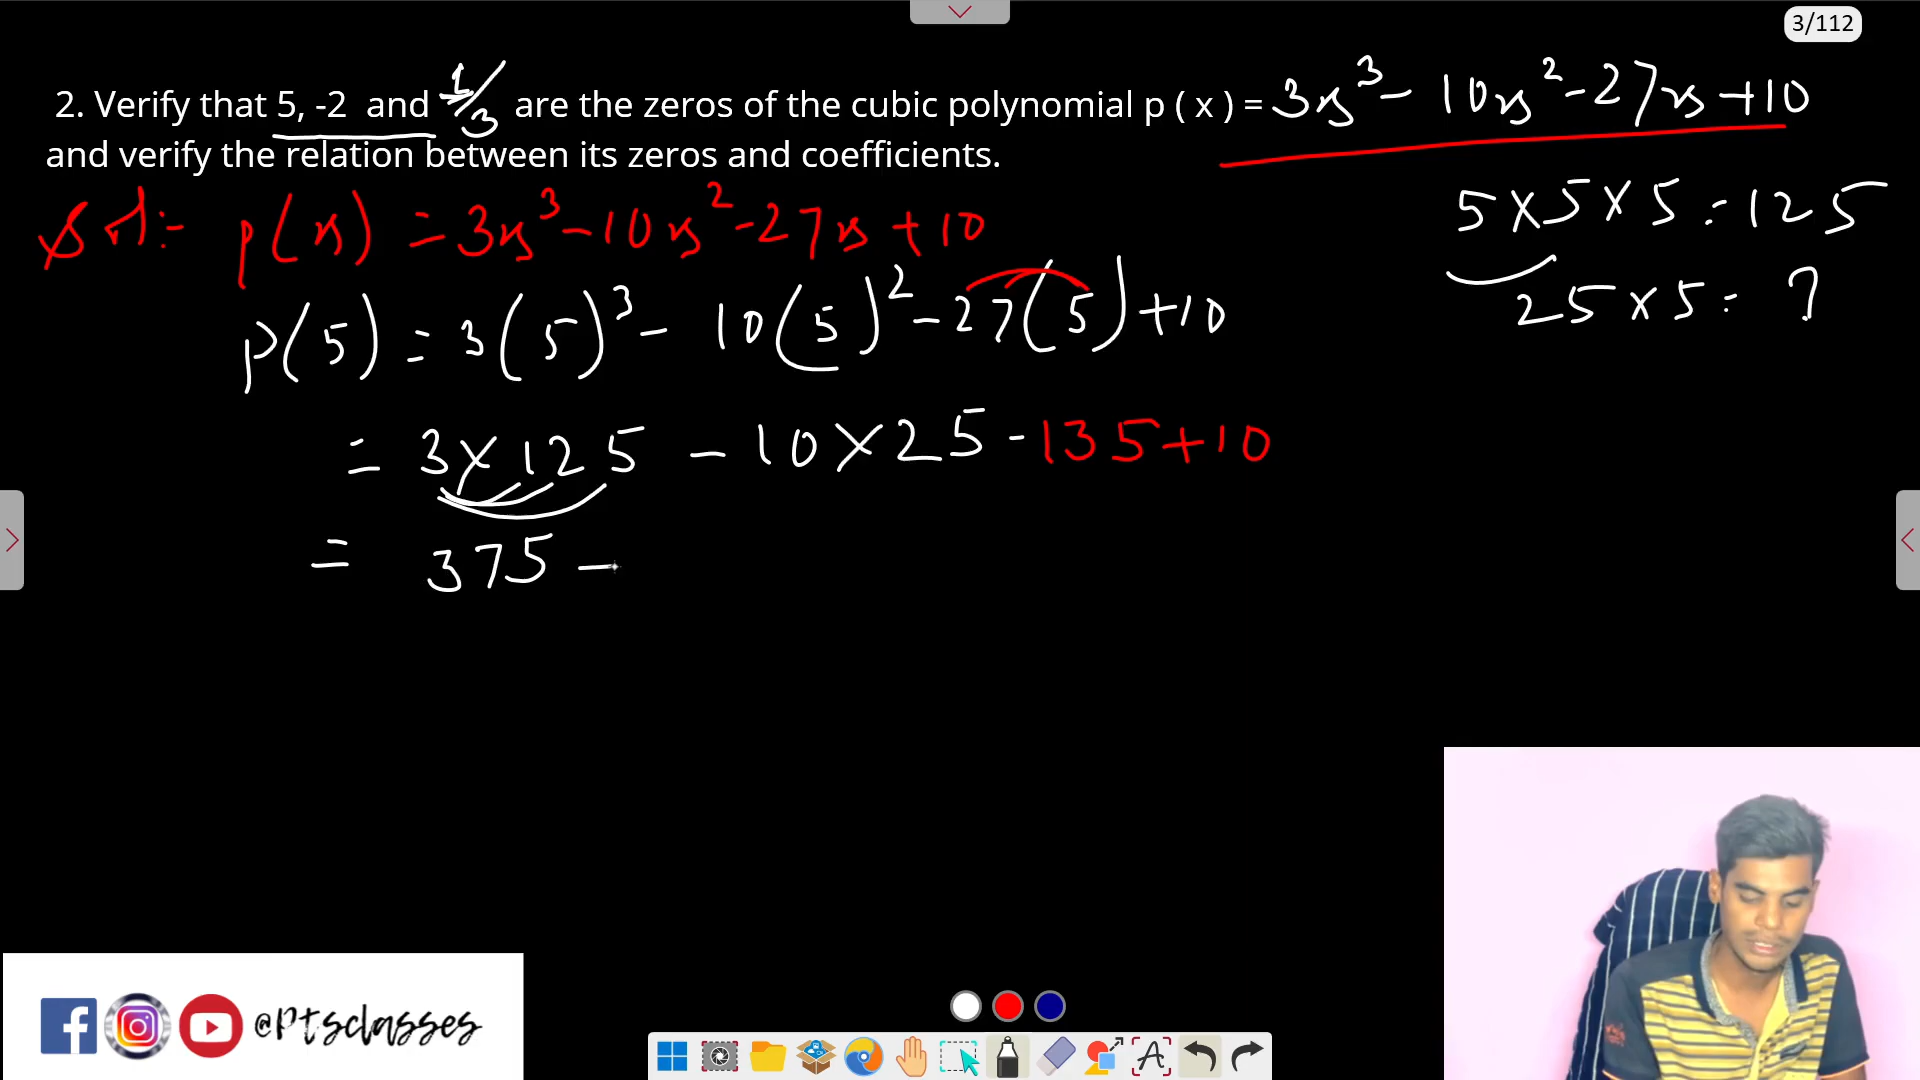 3/112
2. Verify that 5, -2 and 1/3 are the zeros of the cubic polynomial p ( x ) = 3x³ - 10x² - 27x + 10
and verify the relation between its zeros and coefficients.
Sol:- p(x) = 3x³ - 10x² - 27x + 10
5 × 5 × 5 = 125
25 × 5 = ?
P(5) = 3(5)³ - 10(5)² - 27(5) + 10
= 3 × 125 - 10 × 25 - 135 + 10
= 375 -
@Ptsclasses